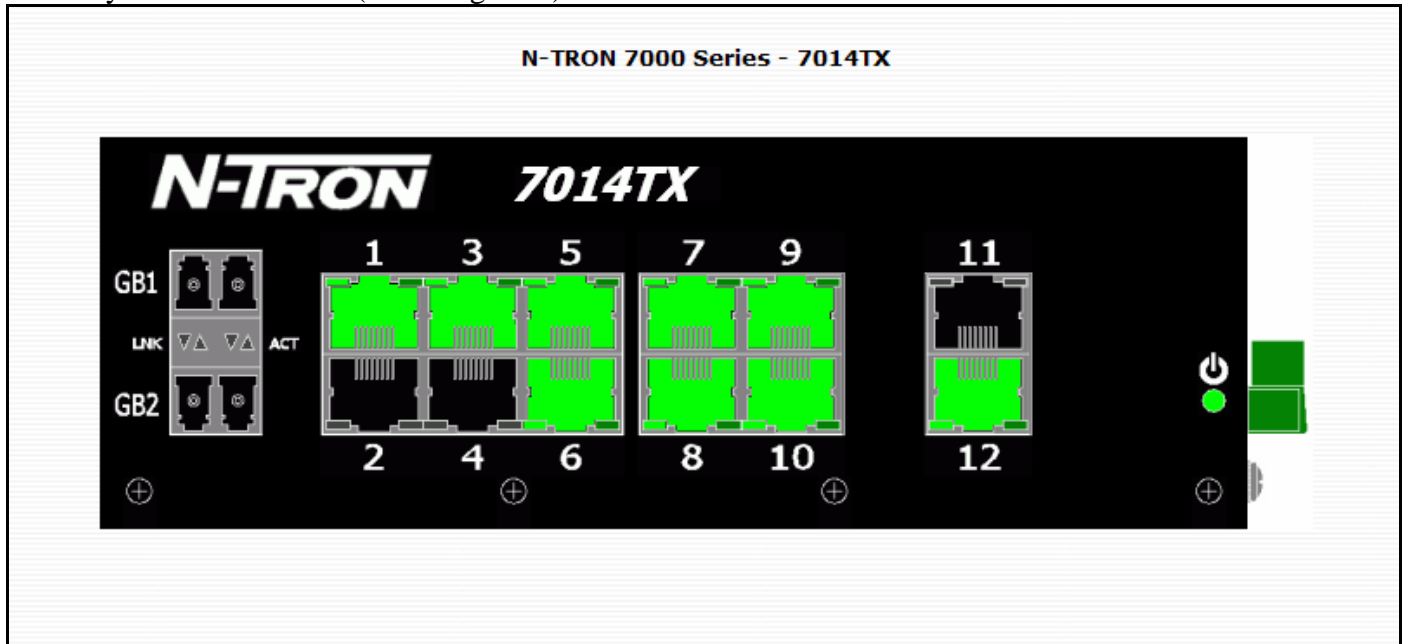 N-TRON 7000 Series - 7014TX
N-TRON 7014TX
1 3 5 7 9 11
GB1
LNK ACT
GB2
2 4 6 8 10 12